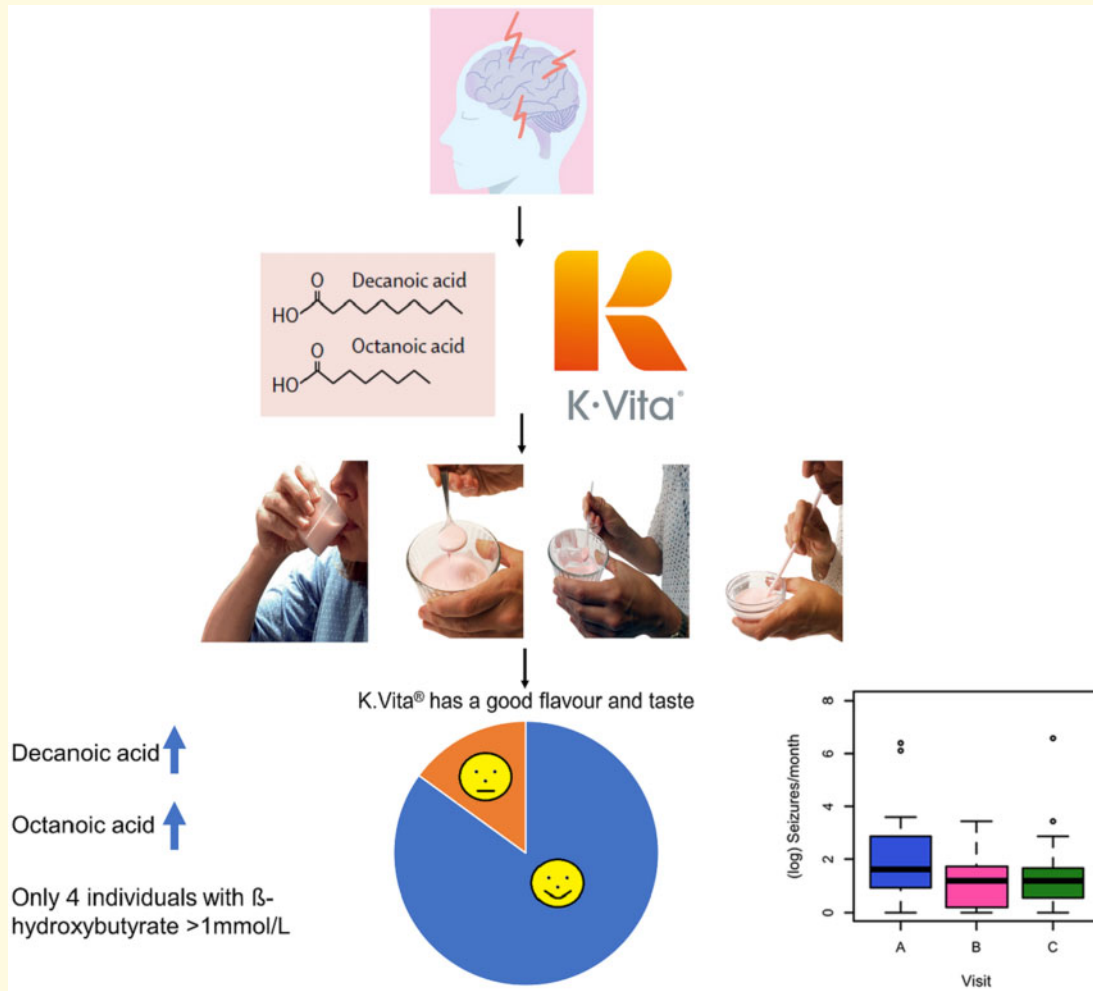 O
Decanoic acid
HO
O
Octanoic acid
HO
K·Vita®
K.Vita® has a good flavour and taste
Decanoic acid
Octanoic acid
Only 4 individuals with ß-
hydroxybutyrate >1mmol/L
(log) Seizures/month
8
6
4
2
0
A B C
Visit